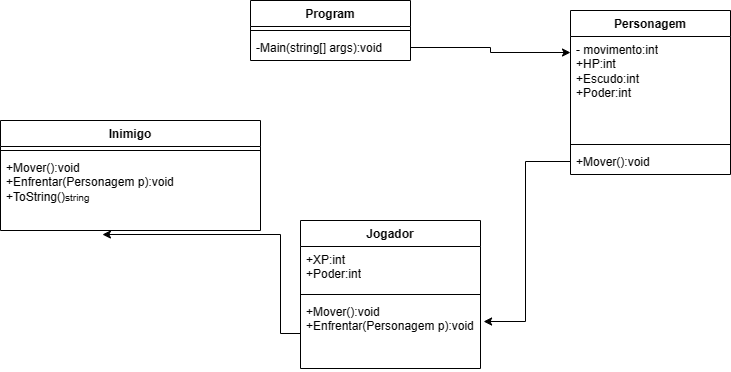 Program
-Main(string[] args):void
Personagem
- movimento:int
+HP:int
+Escudo:int
+Poder:int
+Mover():void
Inimigo
+Mover():void
+Enfrentar(Personagem p):void
+ToString()string
Jogador
+XP:int
+Poder:int
+Mover():void
+Enfrentar(Personagem p):void